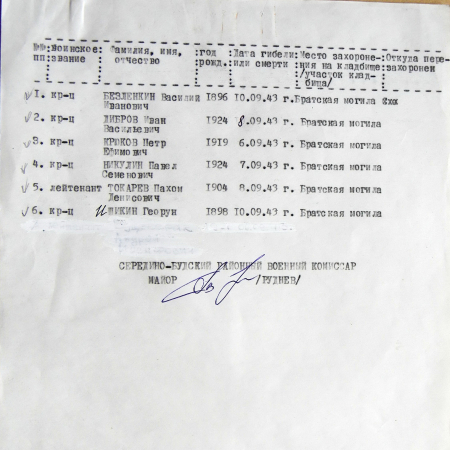 №№:Воинское: Фамилия, имя, :год :Дата гибели:Место захороне-:Откуда пере-
пп:звание : отчество :рожд.:или смерти :ния на кладбище:захоронен
/участок клад-
бища/
1. кр-ц БЕЗЛЕНКИН Василий 1896 10.09.43 г. Братская могила
Иванович
2. кр-ц ДИБРОВ Иван 1924 8.09.43 г. Братская могила
Васильевич
3. кр-ц КРЮКОВ Петр 1919 6.09.43 г. Братская могила
Ефимович
4. кр-ц НИКУЛИН Павел 1924 7.09.43 г. Братская могила
Семенович
5. лейтенант ТОКАРЕВ Пахом 1904 8.09.43 г. Братская могила
Денисович
6. кр-ц ИШИКИН Георун 1898 10.09.43 г. Братская могила
СЕРЕДИНО-БУДСКИЙ РАЙОННЫЙ ВОЕННЫЙ КОМИССАР
МАЙОР /РУДНЕВ/